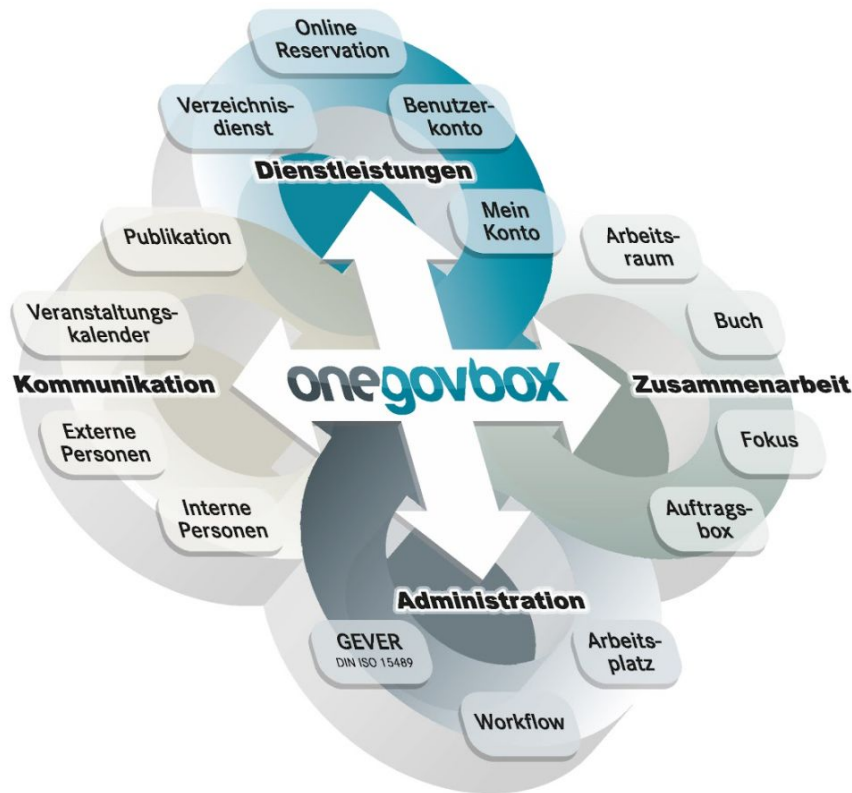 Online
Reservation
Verzeichnis-
dienst
Benutzer-
konto
Dienstleistungen
Mein
Konto
Publikation
Arbeits-
raum
Veranstaltungs-
kalender
Buch
Kommunikation
onegovbox
Zusammenarbeit
Externe
Personen
Fokus
Interne
Personen
Auftrags-
box
Administration
GEVER
DIN ISO 15489
Arbeits-
platz
Workflow